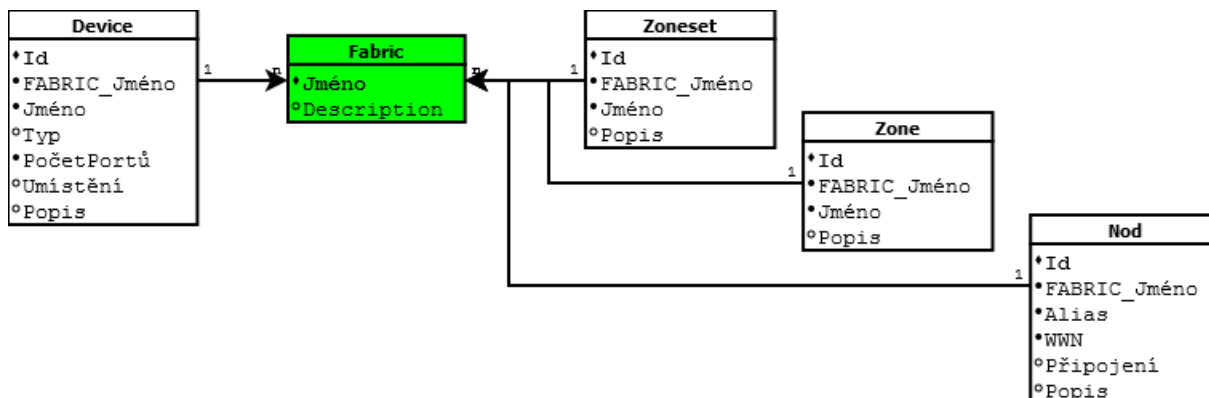 Device
Id
FABRIC_Jméno
Jméno
Typ
PočetPortů
Umístění
Popis
1
n
Fabric
Jméno
Description
n
1
Zoneset
Id
FABRIC_Jméno
Jméno
Popis
1
Zone
Id
FABRIC_Jméno
Jméno
Popis
1
Nod
Id
FABRIC_Jméno
Alias
WWN
Připojení
Popis